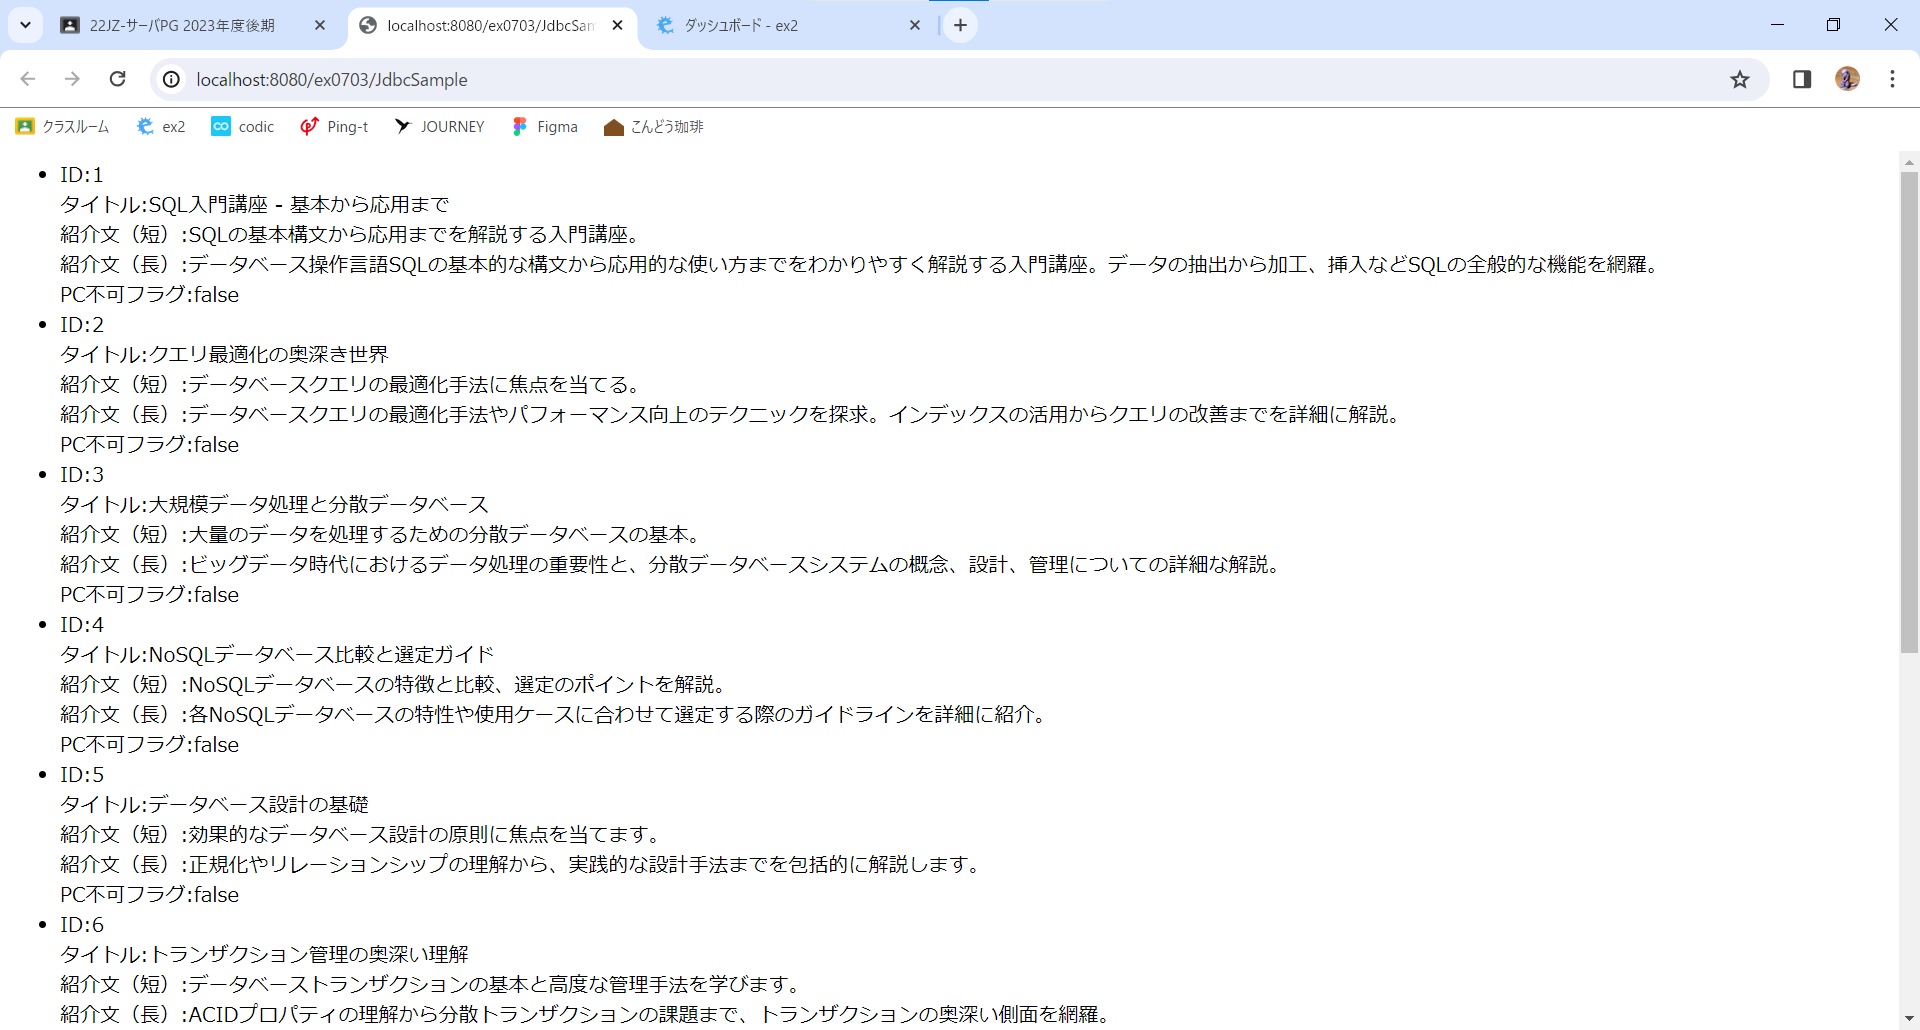 22JZ-サーバPG 2023年度後期
localhost:8080/ex0703/JdbcSam
ダッシュボード - ex2
localhost:8080/ex0703/JdbcSample
クラスルーム
ex2
codic
Ping-t
JOURNEY
Figma
こんどう珈琲
ID:1
タイトル:SQL入門講座 - 基本から応用まで
紹介文（短）:SQLの基本構文から応用までを解説する入門講座。
紹介文（長）:データベース操作言語SQLの基本的な構文から応用的な使い方までをわかりやすく解説する入門講座。データの抽出から加工、挿入などSQLの全般的な機能を網羅。
PC不可フラグ:false
ID:2
タイトル:クエリ最適化の奥深き世界
紹介文（短）:データベースクエリの最適化手法に焦点を当てる。
紹介文（長）:データベースクエリの最適化手法やパフォーマンス向上のテクニックを探求。インデックスの活用からクエリの改善までを詳細に解説。
PC不可フラグ:false
ID:3
タイトル:大規模データ処理と分散データベース
紹介文（短）:大量のデータを処理するための分散データベースの基本。
紹介文（長）:ビッグデータ時代におけるデータ処理の重要性と、分散データベースシステムの概念、設計、管理についての詳細な解説。
PC不可フラグ:false
ID:4
タイトル:NoSQLデータベース比較と選定ガイド
紹介文（短）:NoSQLデータベースの特徴と比較、選定のポイントを解説。
紹介文（長）:各NoSQLデータベースの特性や使用ケースに合わせて選定する際のガイドラインを詳細に紹介。
PC不可フラグ:false
ID:5
タイトル:データベース設計の基礎
紹介文（短）:効果的なデータベース設計の原則に焦点を当てます。
紹介文（長）:正規化やリレーションシップの理解から、実践的な設計手法までを包括的に解説します。
PC不可フラグ:false
ID:6
タイトル:トランザクション管理の奥深い理解
紹介文（短）:データベーストランザクションの基本と高度な管理手法を学びます。
紹介文（長）:ACIDプロパティの理解から分散トランザクションの課題まで、トランザクションの奥深い側面を網羅。